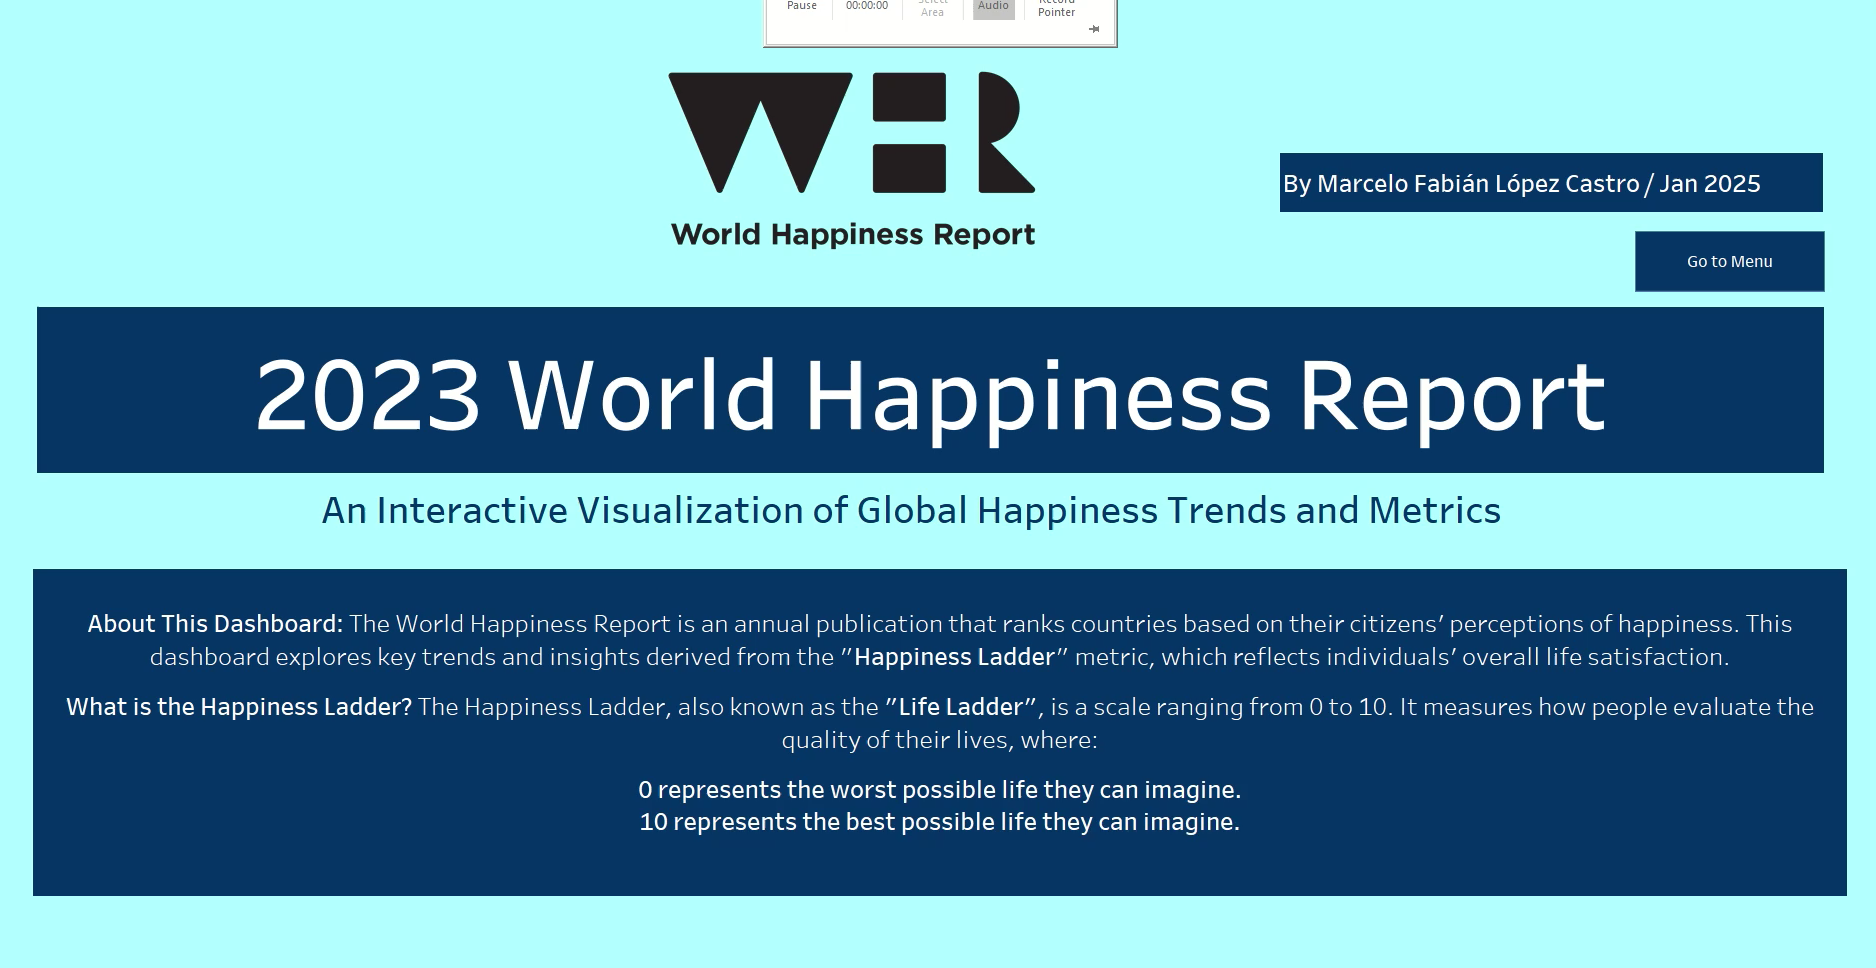 Pause 00:00:00 Select Area Audio Record Pointer
WHR
World Happiness Report
By Marcelo Fabián López Castro / Jan 2025
Go to Menu
2023 World Happiness Report
An Interactive Visualization of Global Happiness Trends and Metrics
About This Dashboard: The World Happiness Report is an annual publication that ranks countries based on their citizens’ perceptions of happiness. This
dashboard explores key trends and insights derived from the "Happiness Ladder" metric, which reflects individuals’ overall life satisfaction.
What is the Happiness Ladder? The Happiness Ladder, also known as the "Life Ladder", is a scale ranging from 0 to 10. It measures how people evaluate the
quality of their lives, where:
0 represents the worst possible life they can imagine.
10 represents the best possible life they can imagine.